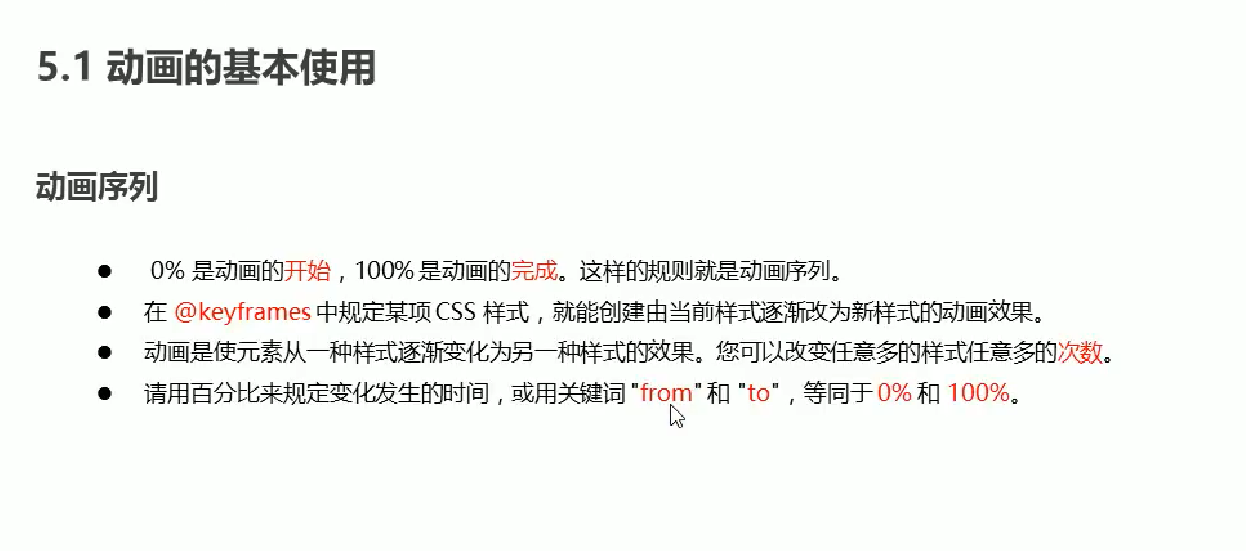 5.1 动画的基本使用
动画序列
● 0% 是动画的开始，100% 是动画的完成。这样的规则就是动画序列。
● 在 @keyframes 中规定某项 CSS 样式，就能创建由当前样式逐渐改为新样式的动画效果。
● 动画是使元素从一种样式逐渐变化为另一种样式的效果。您可以改变任意多的样式任意多的次数。
● 请用百分比来规定变化发生的时间，或用关键词 "from" 和 "to"，等同于 0% 和 100%。